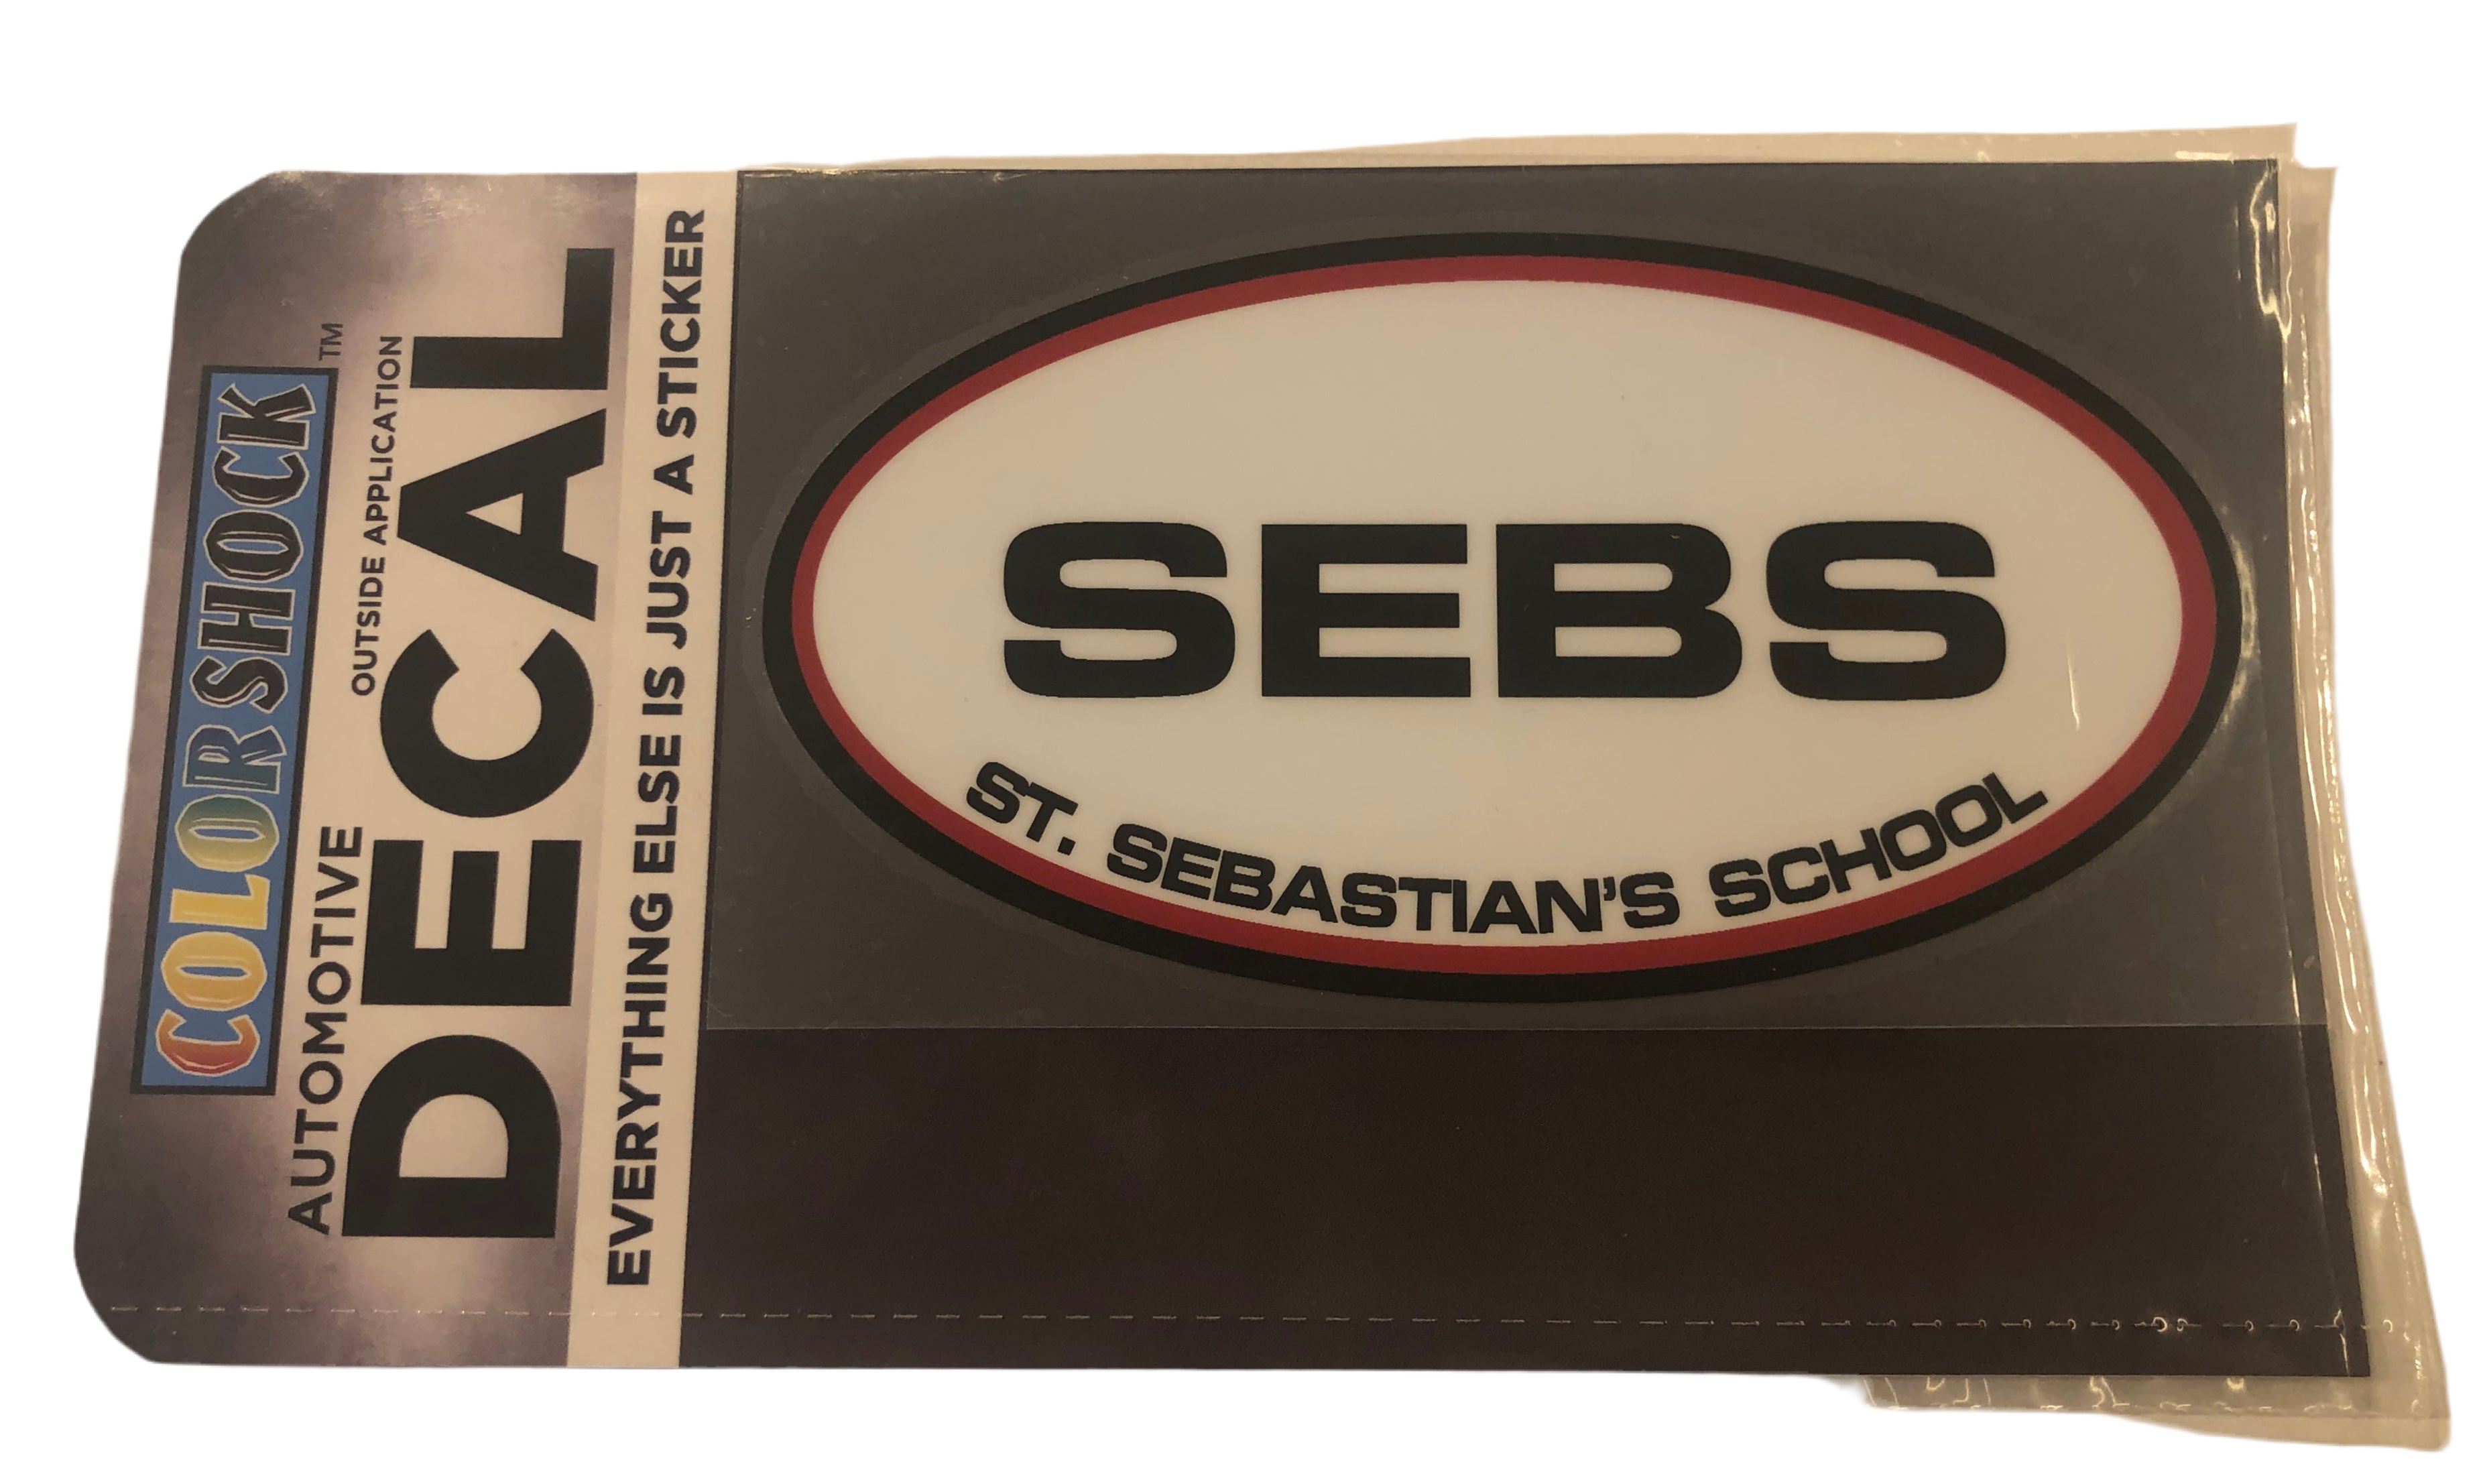 COLORSHOCK™
AUTOMOTIVE OUTSIDE APPLICATION
DECAL
EVERYTHING ELSE IS JUST A STICKER
SEBS
ST. SEBASTIAN'S SCHOOL